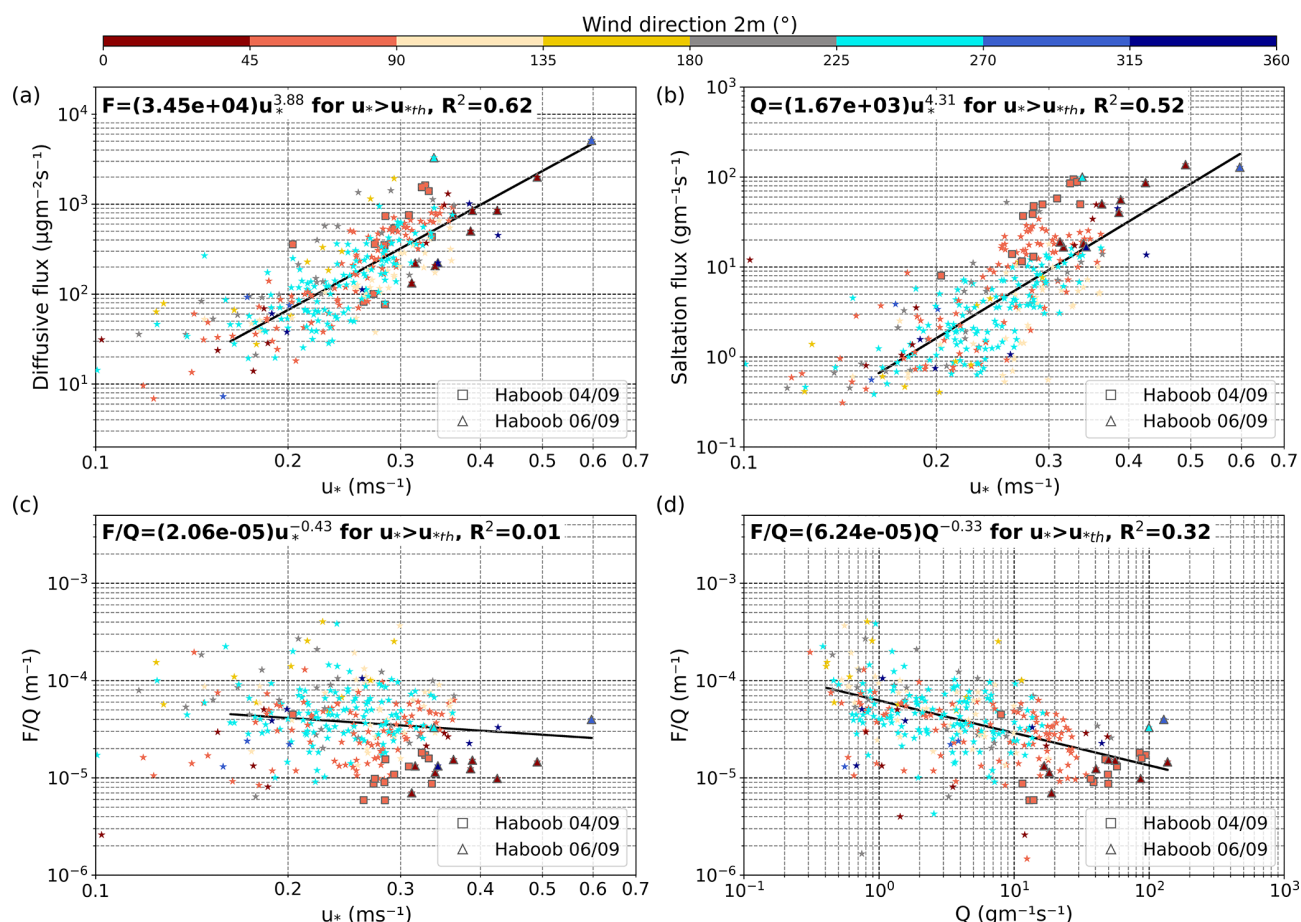 Wind direction 2m (°)
0 45 90 135 180 225 270 315 360
(a)
F=(3.45e+04)u*^3.88 for u*>u*th, R²=0.62
Diffusive flux (µgm⁻²s⁻¹)
10⁴
10³
10²
10¹
Haboob 04/09
Haboob 06/09
0.1 0.2 0.3 0.4 0.5 0.6 0.7
u* (ms⁻¹)
(b)
Q=(1.67e+03)u*^4.31 for u*>u*th, R²=0.52
Saltation flux (gm⁻¹s⁻¹)
10³
10²
10¹
10⁰
10⁻¹
Haboob 04/09
Haboob 06/09
0.1 0.2 0.3 0.4 0.5 0.6 0.7
u* (ms⁻¹)
(c)
F/Q=(2.06e-05)u*^−0.43 for u*>u*th, R²=0.01
F/Q (m⁻¹)
10⁻³
10⁻⁴
10⁻⁵
10⁻⁶
Haboob 04/09
Haboob 06/09
0.1 0.2 0.3 0.4 0.5 0.6 0.7
u* (ms⁻¹)
(d)
F/Q=(6.24e-05)Q^−0.33 for u*>u*th, R²=0.32
F/Q (m⁻¹)
10⁻³
10⁻⁴
10⁻⁵
10⁻⁶
Haboob 04/09
Haboob 06/09
10⁻¹ 10⁰ 10¹ 10² 10³
Q (gm⁻¹s⁻¹)